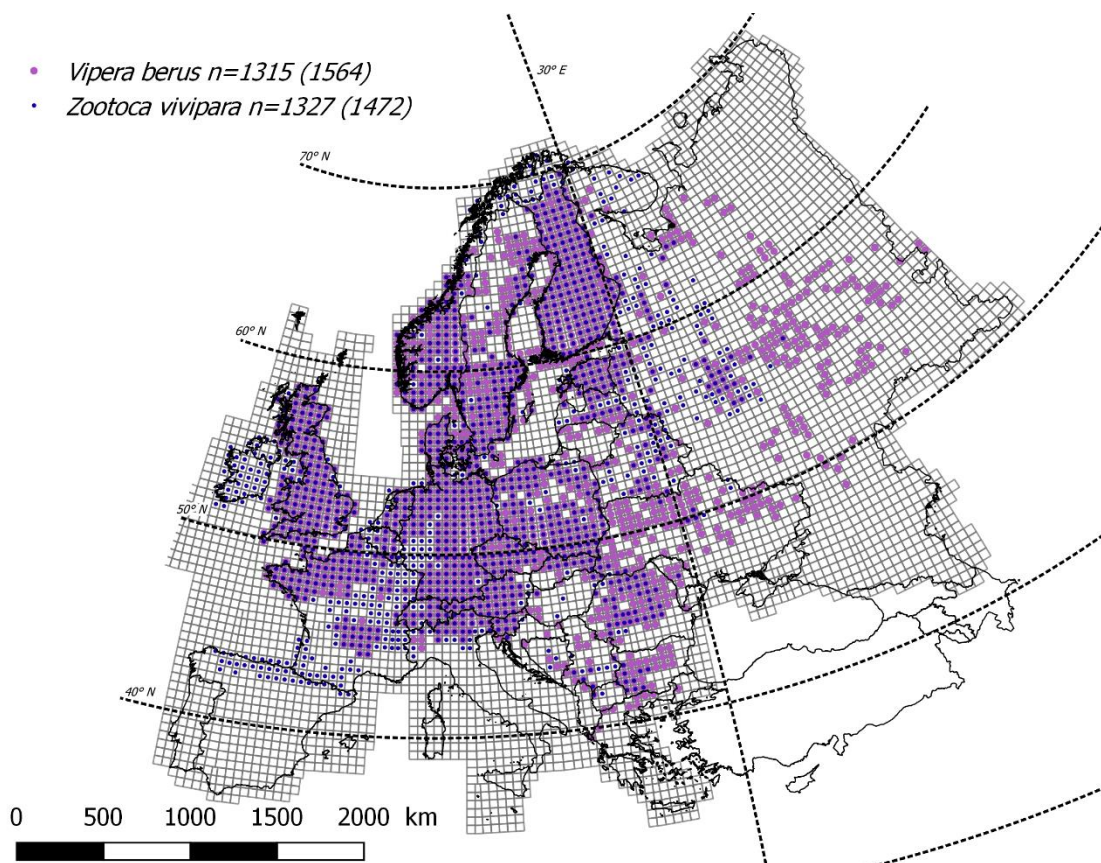 Vipera berus n=1315 (1564)
Zootoca vivipara n=1327 (1472)
30° E
70° N
60° N
50° N
40° N
0 500 1000 1500 2000 km